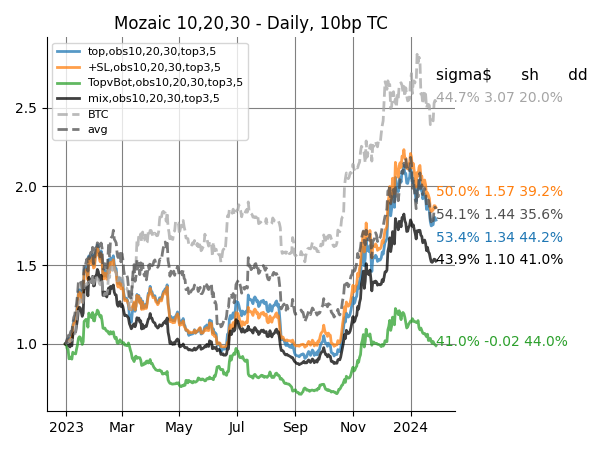 Mozaic 10,20,30 - Daily, 10bp TC
top,obs10,20,30,top3,5
+SL,obs10,20,30,top3,5
TopvBot,obs10,20,30,top3,5
mix,obs10,20,30,top3,5
BTC
avg
sigma$ sh dd
44.7% 3.07 20.0%
50.0% 1.57 39.2%
54.1% 1.44 35.6%
53.4% 1.34 44.2%
43.9% 1.10 41.0%
41.0% -0.02 44.0%
2.5
2.0
1.5
1.0
2023 Mar May Jul Sep Nov 2024